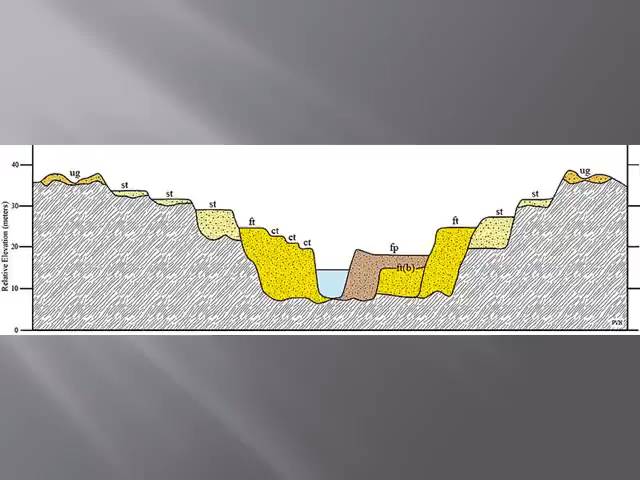 40
30
20
10
0
Relative Elevation (meters)
ug
st
st
st
ft
ct
ct
ct
fp
ft(b)
ft
st
st
ug
PVH